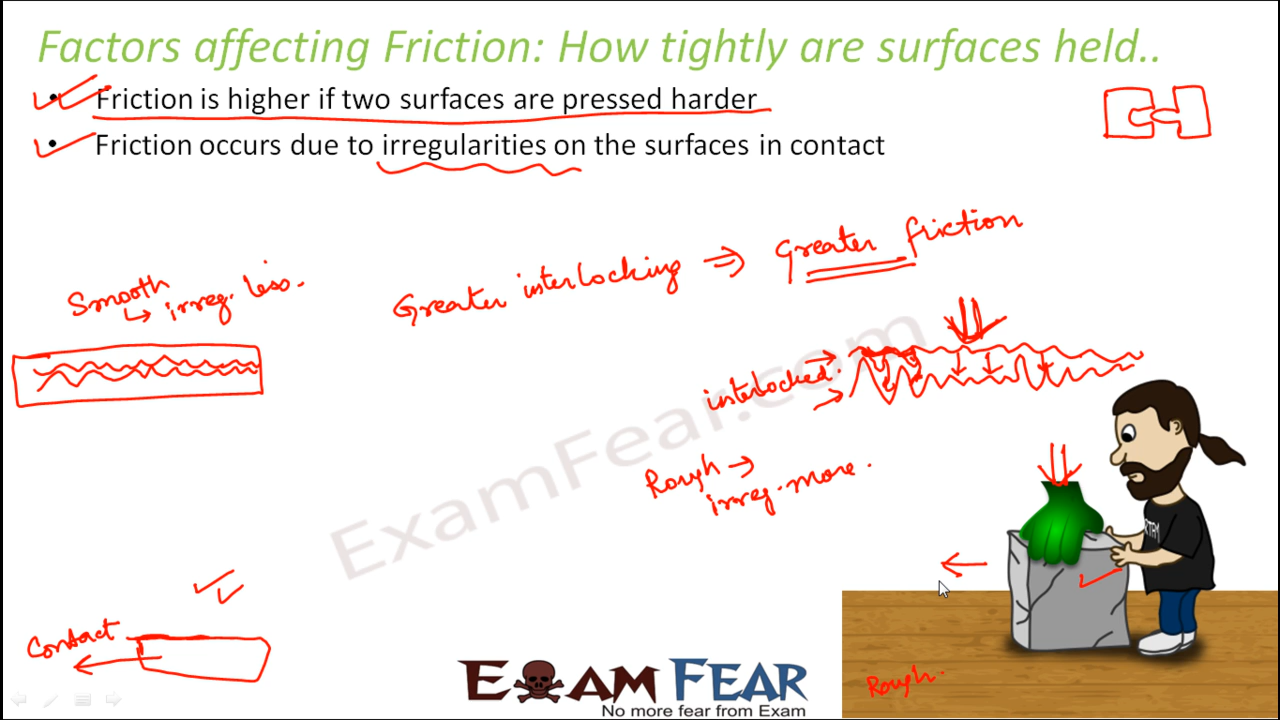 Factors affecting Friction: How tightly are surfaces held..
• Friction is higher if two surfaces are pressed harder
• Friction occurs due to irregularities on the surfaces in contact
Greater interlocking ⇒ Greater friction
Smooth
↳ irreg. less.
interlocked.
Rough →
irreg. more.
ExamFear.com
Contact
Rough.
EXAM FEAR
No more fear from Exam